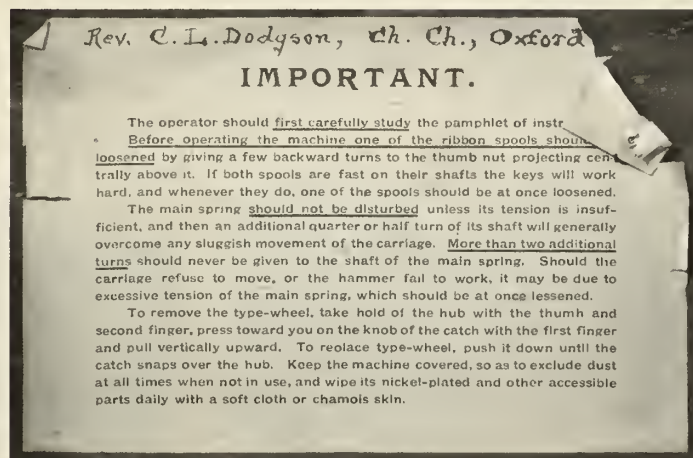 Rev. C. L. Dodgson, Ch. Ch., Oxford
IMPORTANT.
The operator should first carefully study the pamphlet of instr
Before operating the machine one of the ribbon spools shou
loosened by giving a few backward turns to the thumb nut projecting cen-
trally above it. If both spools are fast on their shafts the keys will work
hard, and whenever they do, one of the spools should be at once loosened.
The main spring should not be disturbed unless its tension is insuf-
ficient, and then an additional quarter or half turn of its shaft will generally
overcome any sluggish movement of the carriage. More than two additional
turns should never be given to the shaft of the main spring. Should the
carriage refuse to move, or the hammer fail to work, it may be due to
excessive tension of the main spring, which should be at once lessened.
To remove the type-wheel, take hold of the hub with the thumb and
second finger, press toward you on the knob of the catch with the first finger
and pull vertically upward. To replace type-wheel, push it down until the
catch snaps over the hub. Keep the machine covered, so as to exclude dust
at all times when not in use, and wipe its nickel-plated and other accessible
parts daily with a soft cloth or chamois skin.